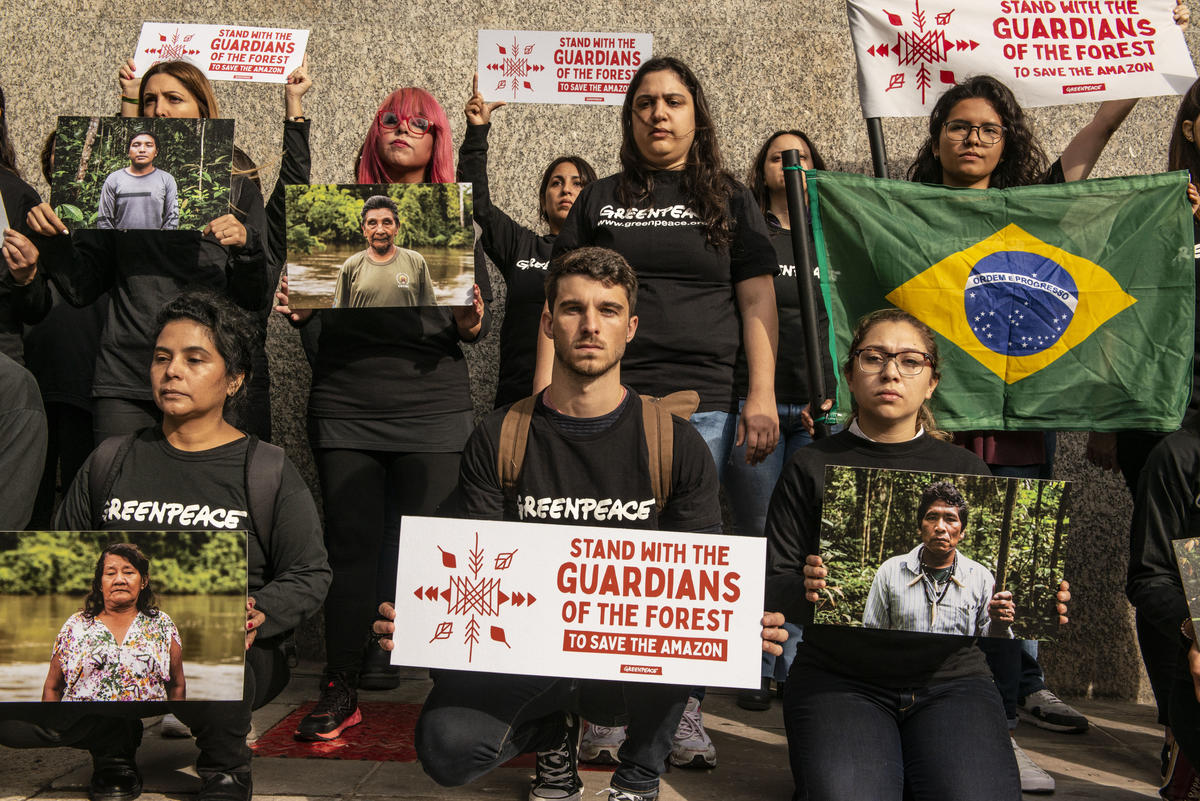 STAND WITH THE
GUARDIANS
OF THE FOREST
TO SAVE THE AMAZON
STAND WITH THE
GUARDIANS
OF THE FOREST
TO SAVE THE AMAZON
STAND WITH THE
GUARDIANS
OF THE FOREST
TO SAVE THE AMAZON
GREENPEACE
GREENPEACE
www.greenpeace.org
ORDEM E PROGRESSO
GREENPEACE
GREENPEACE
STAND WITH THE
GUARDIANS
OF THE FOREST
TO SAVE THE AMAZON
GREENPEACE